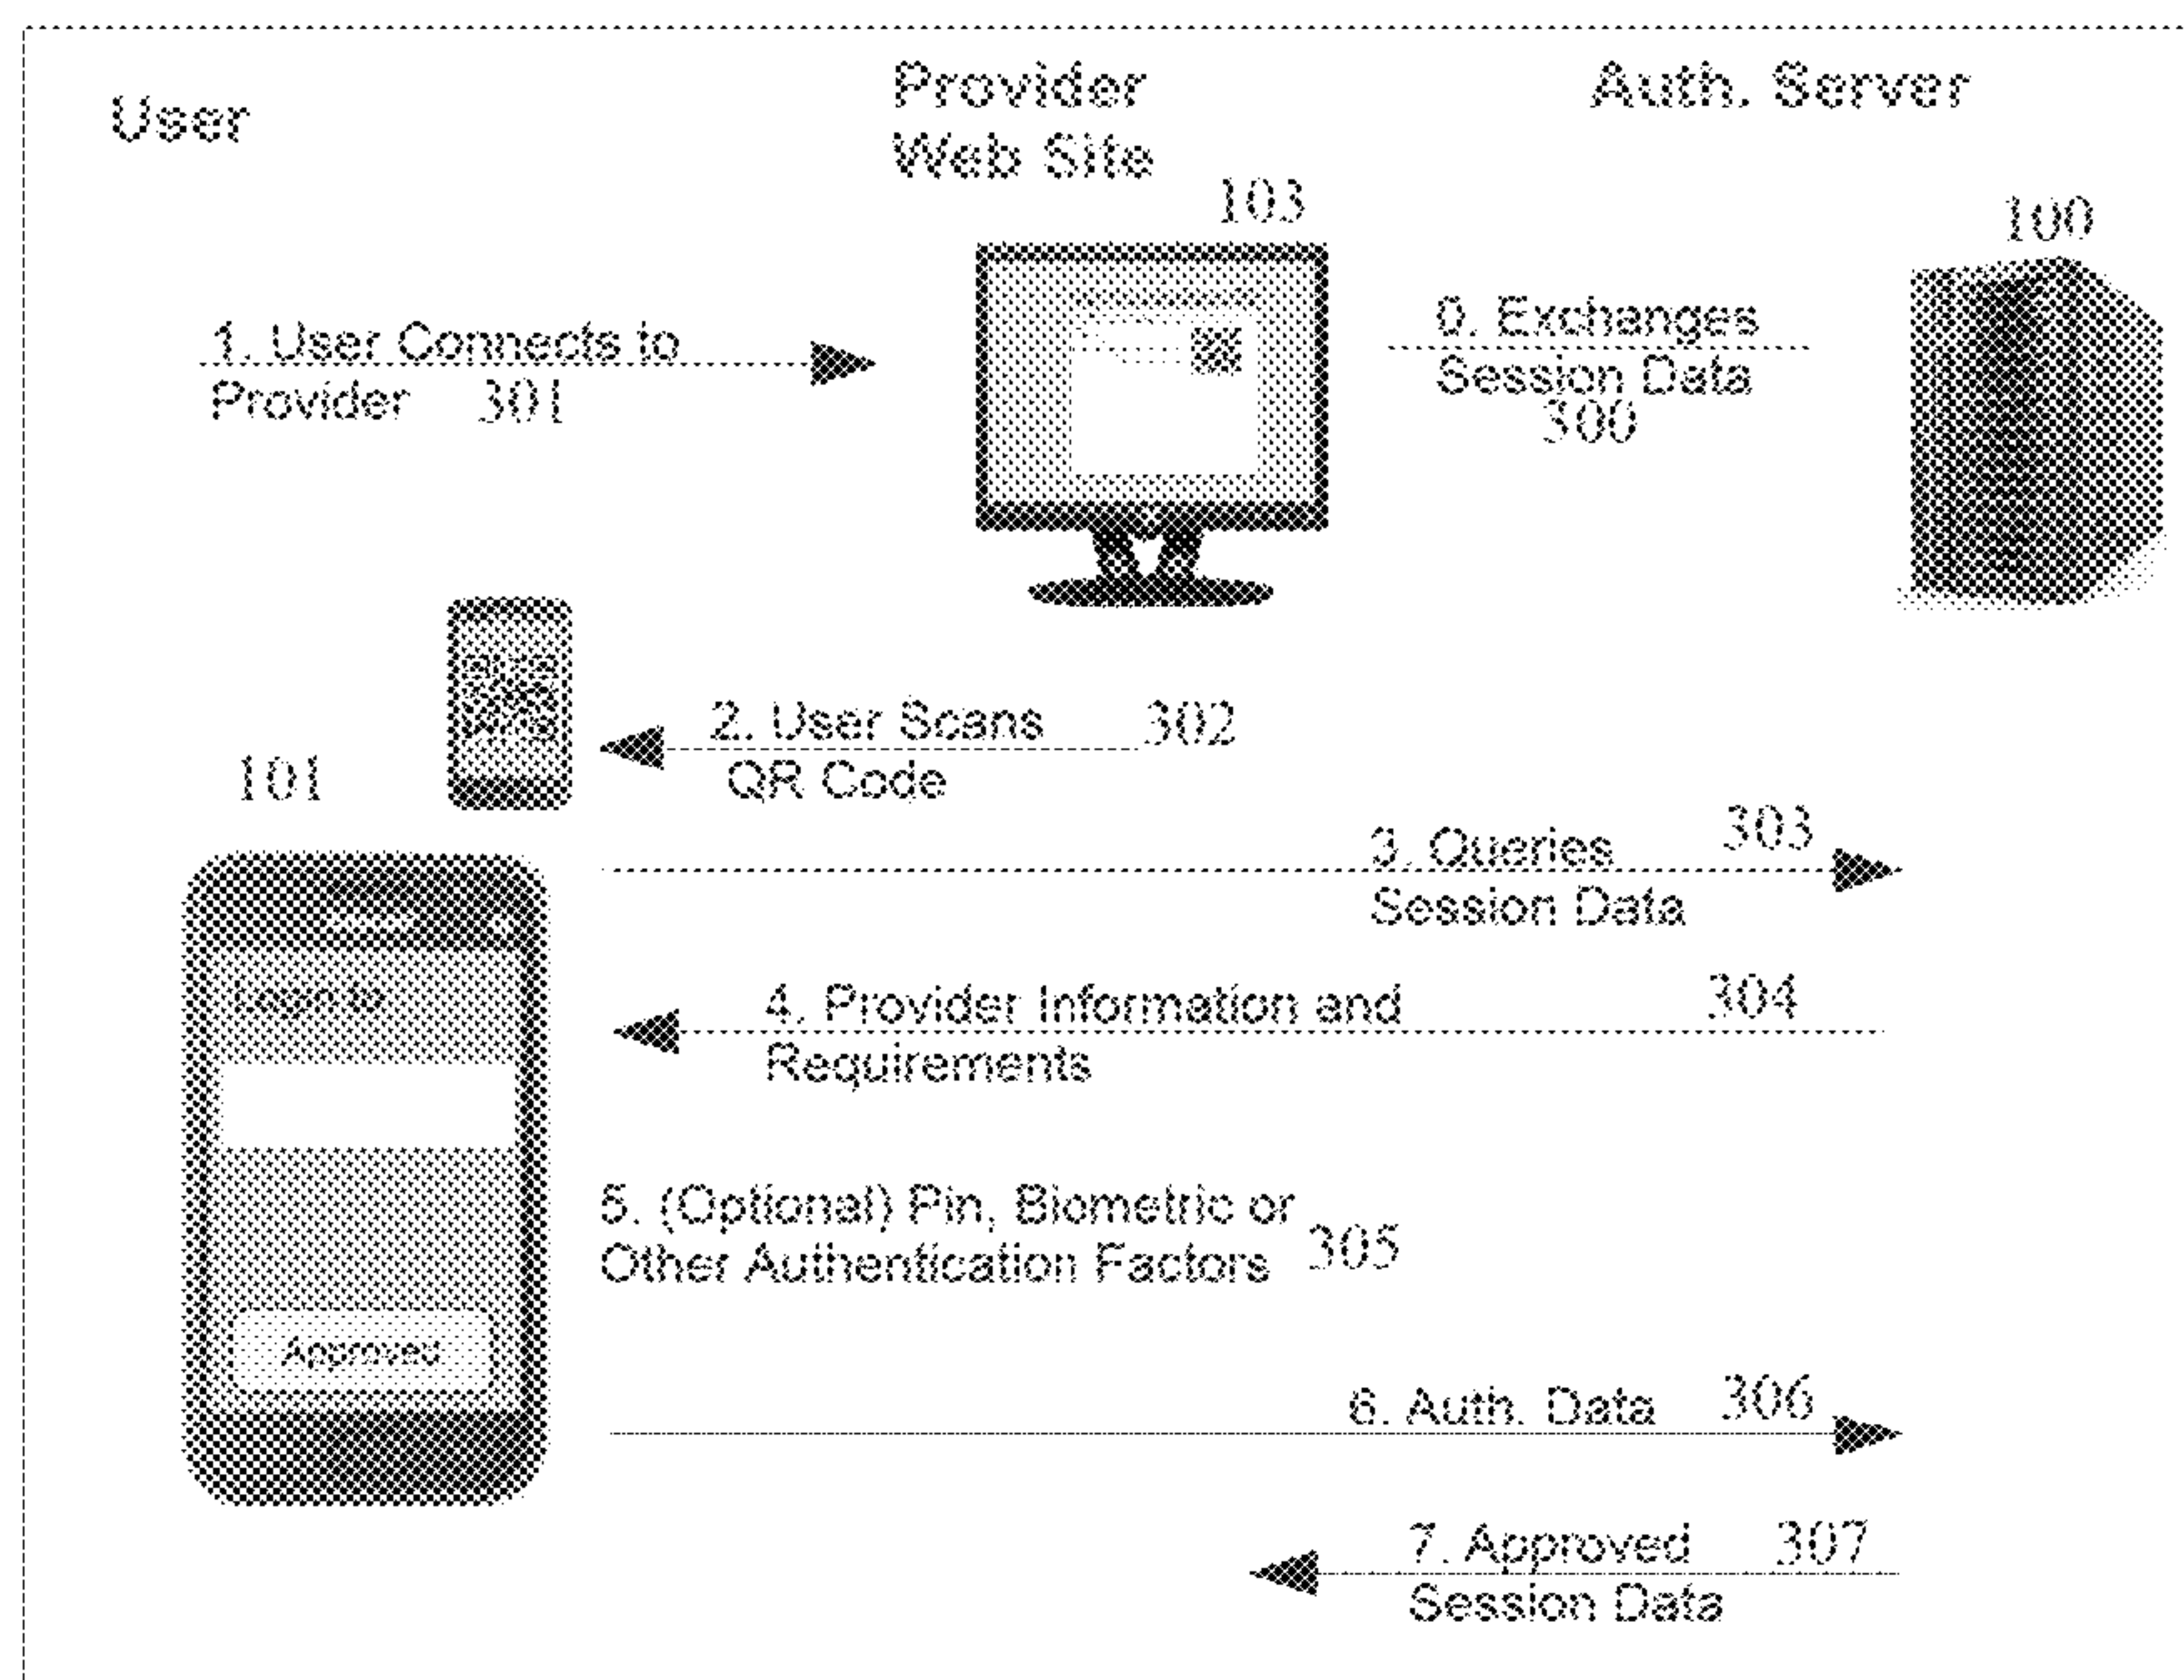 User
Provider
Web Site
Auth. Server
103
100
1. User Connects to
Provider 301
0. Exchanges
Session Data
300
2. User Scans 302
QR Code
101
3. Queries 303
Session Data
Login to
4. Provider Information and 304
Requirements
5. (Optional) Pin, Biometric or
Other Authentication Factors 305
Approved
6. Auth. Data 306
7. Approved 307
Session Data